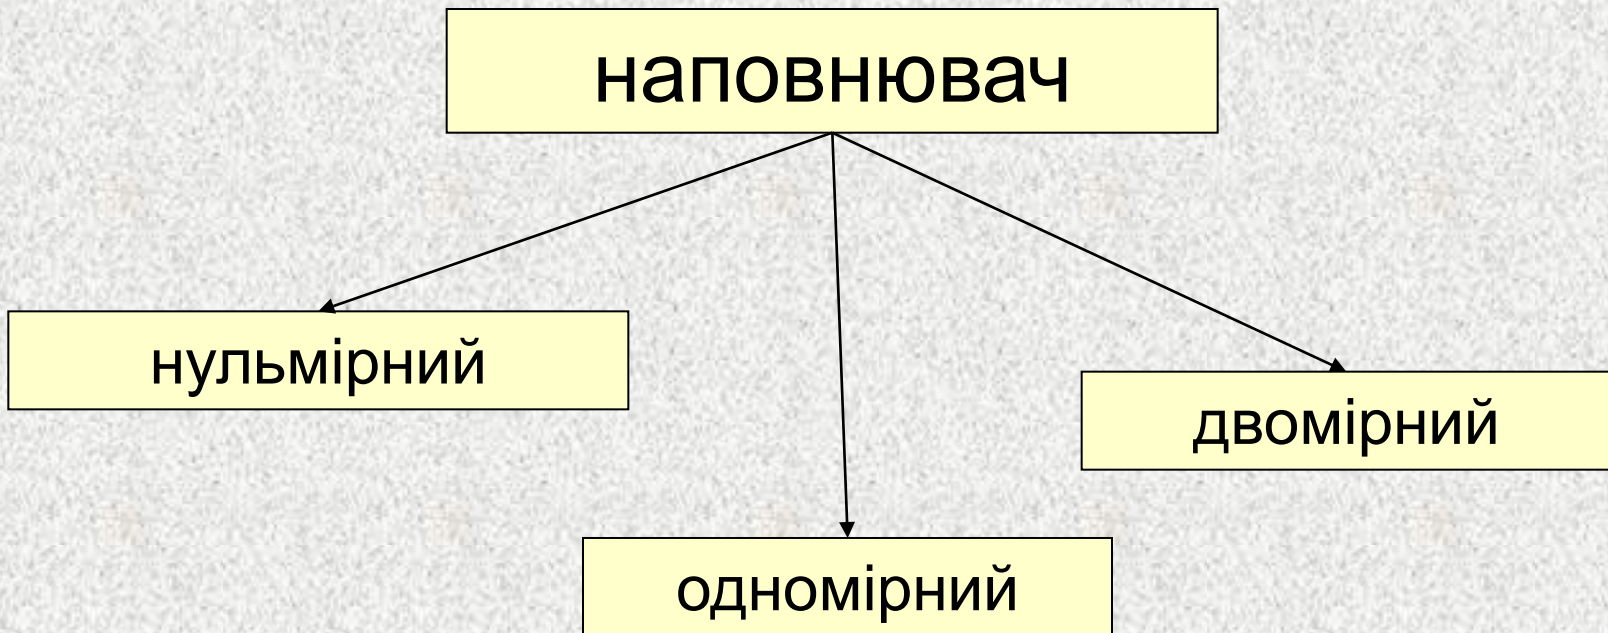 наповнювач
нульмірний
двомірний
одномірний